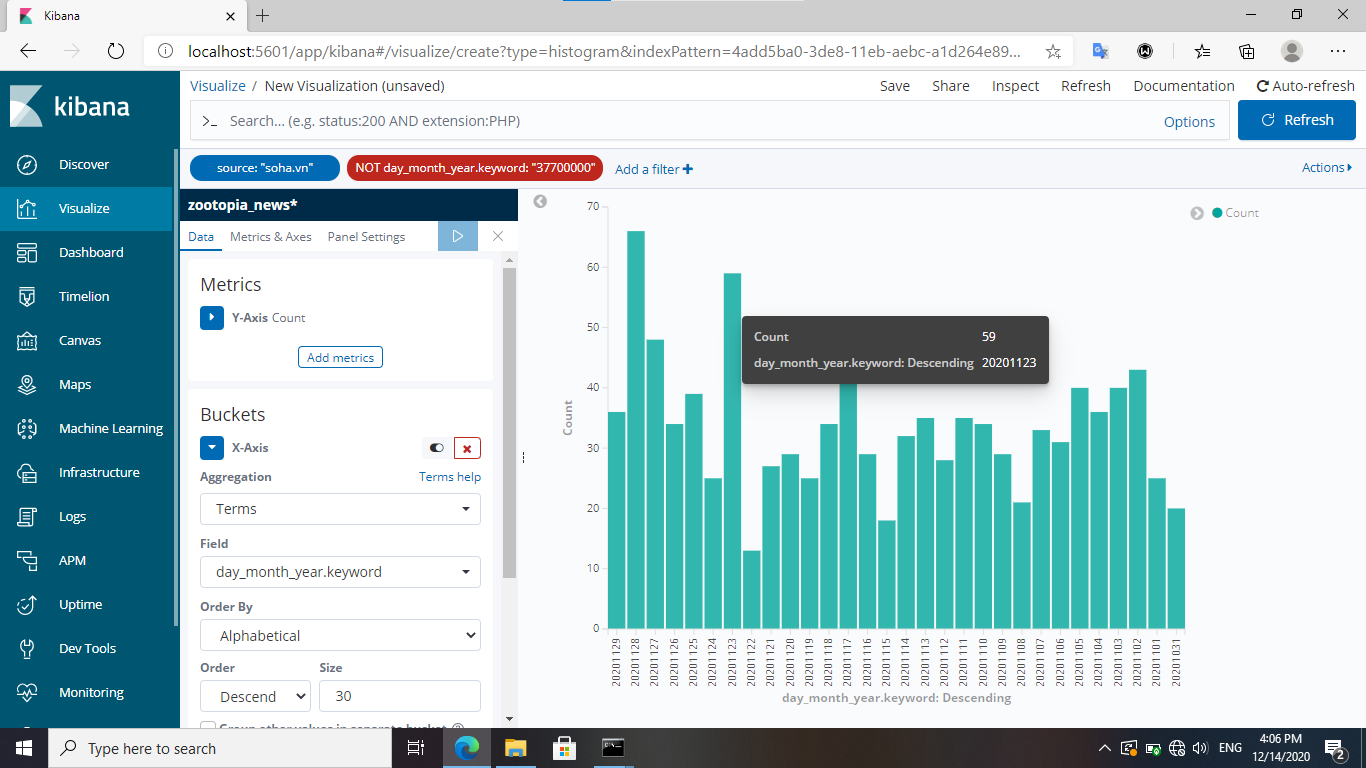 Kibana
localhost:5601/app/kibana#/visualize/create?type=histogram&indexPattern=4add5ba0-3de8-11eb-aebc-a1d264e89...
kibana
Discover
Visualize
Dashboard
Timelion
Canvas
Maps
Machine Learning
Infrastructure
Logs
APM
Uptime
Dev Tools
Monitoring
Visualize / New Visualization (unsaved)
Save Share Inspect Refresh Documentation Auto-refresh
>_ Search... (e.g. status:200 AND extension:PHP) Options
Refresh
source: "soha.vn" NOT day_month_year.keyword: "37700000" Add a filter
Actions
zootopia_news*
Data Metrics & Axes Panel Settings
Metrics
Y-Axis Count
Add metrics
Buckets
X-Axis
Aggregation Terms help
Terms
Field
day_month_year.keyword
Order By
Alphabetical
Order Size
Descend 30
Group other values in separate bucket
Count
70
60
50
40
30
20
10
0
Count
Count 59
day_month_year.keyword: Descending 20201123
20201129
20201128
20201127
20201126
20201125
20201124
20201123
20201122
20201121
20201120
20201119
20201118
20201117
20201116
20201115
20201114
20201113
20201112
20201111
20201110
20201109
20201108
20201107
20201106
20201105
20201104
20201103
20201102
20201101
20201031
day_month_year.keyword: Descending
Type here to search
ENG
4:06 PM
12/14/2020
2